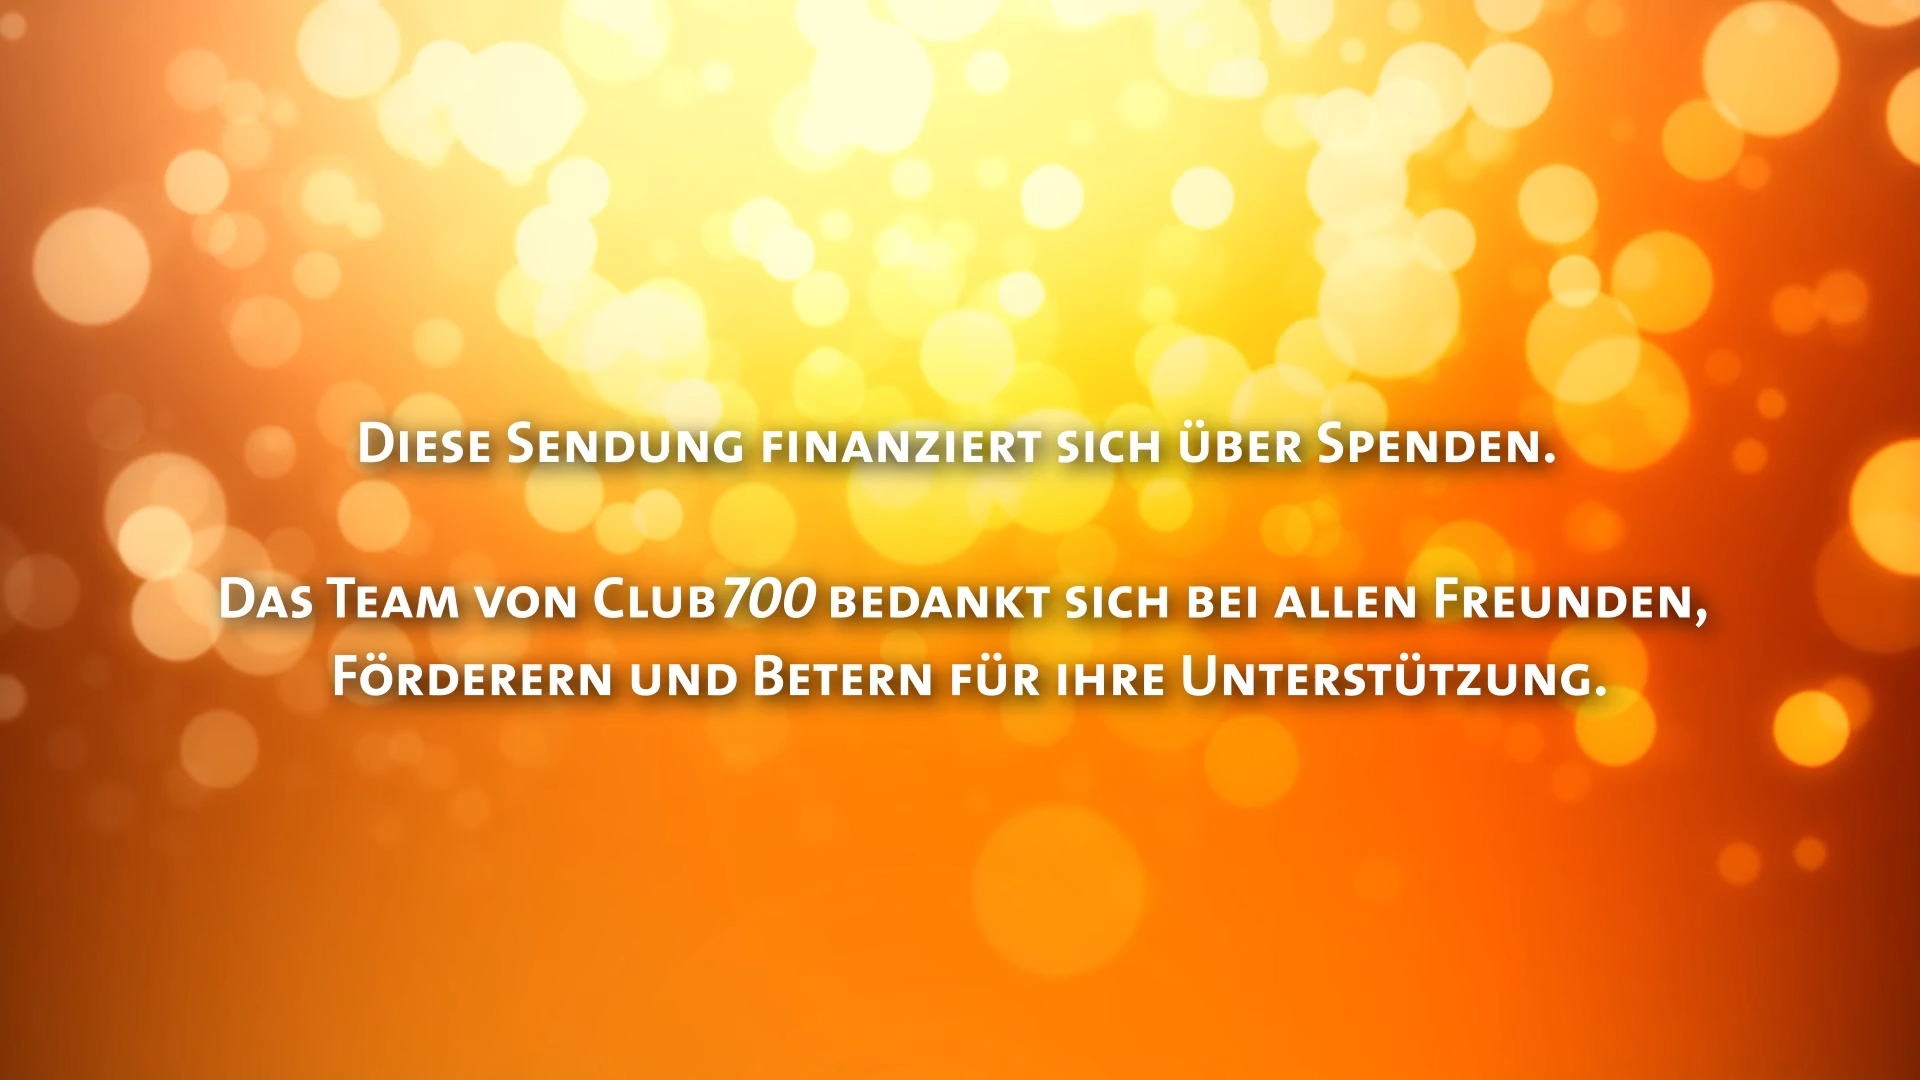 Diese Sendung finanziert sich über Spenden.
Das Team von Club700 bedankt sich bei allen Freunden,
Förderern und Betern für ihre Unterstützung.